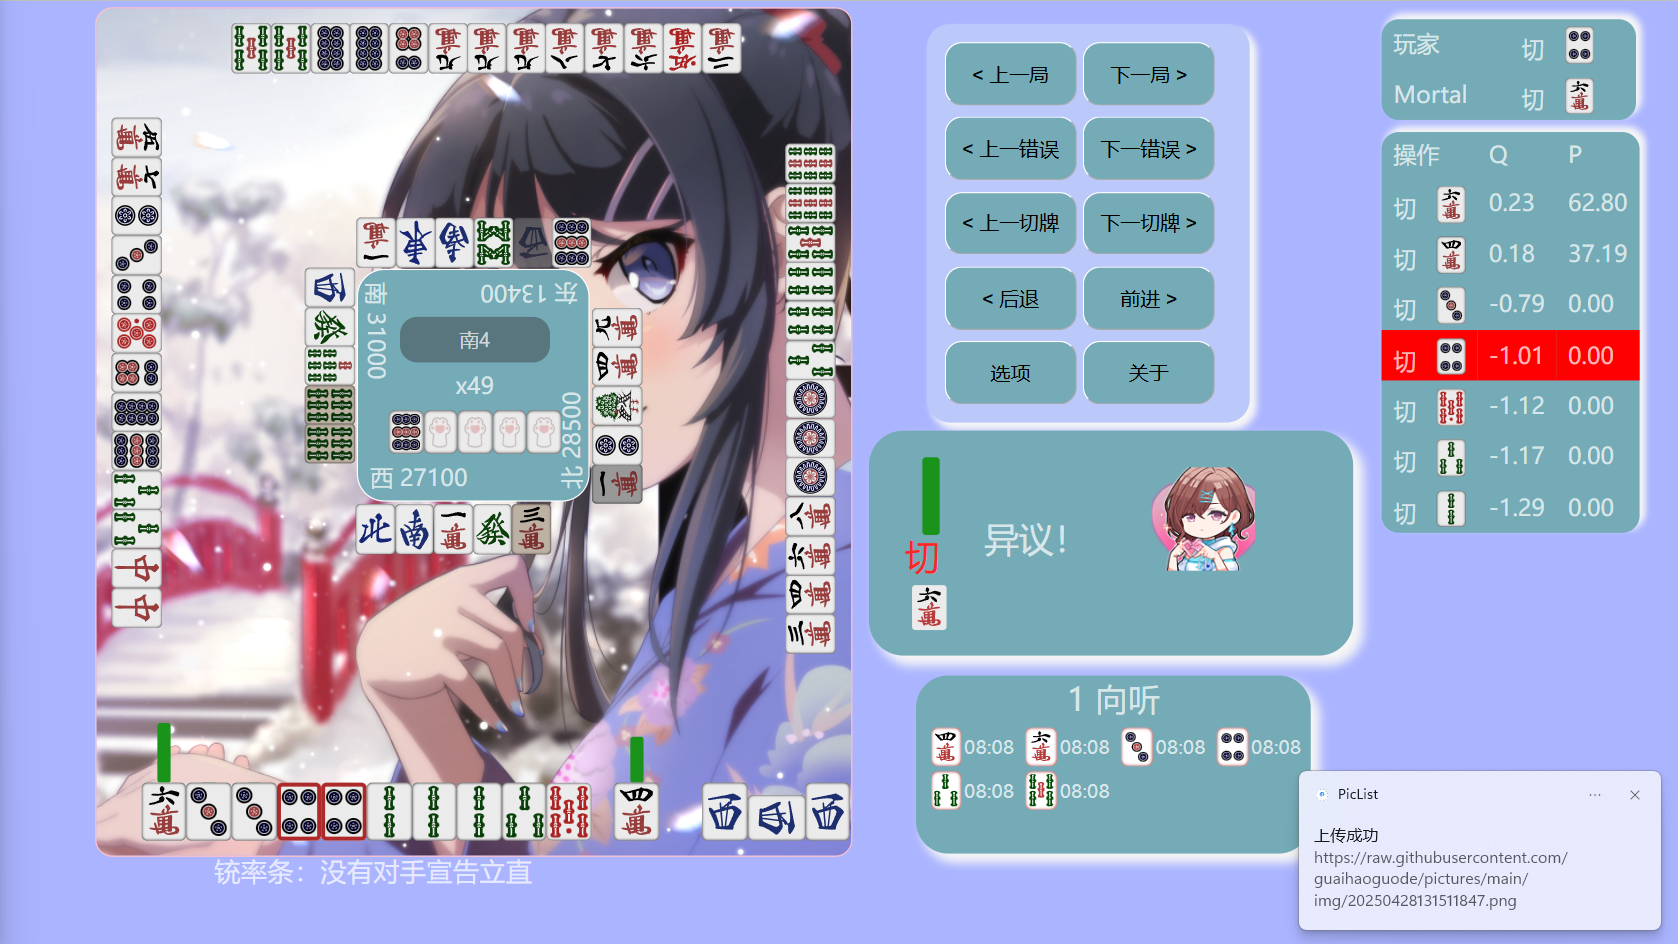 < 上一局
下一局 >
< 上一错误
下一错误 >
< 上一切牌
下一切牌 >
< 后退
前进 >
选项
关于
玩家 切
Mortal 切
操作 Q P
切 0.23 62.80
切 0.18 37.19
切 -0.79 0.00
切 -1.01 0.00
切 -1.12 0.00
切 -1.17 0.00
切 -1.29 0.00
东 13400
南 31000
南4
x49
北 28500
西 27100
切
异议！
1 向听
08:08 08:08 08:08 08:08
08:08 08:08
铳率条：没有对手宣告立直
PicList
上传成功
https://raw.githubusercontent.com/
guaihaoguode/pictures/main/
img/20250428131511847.png